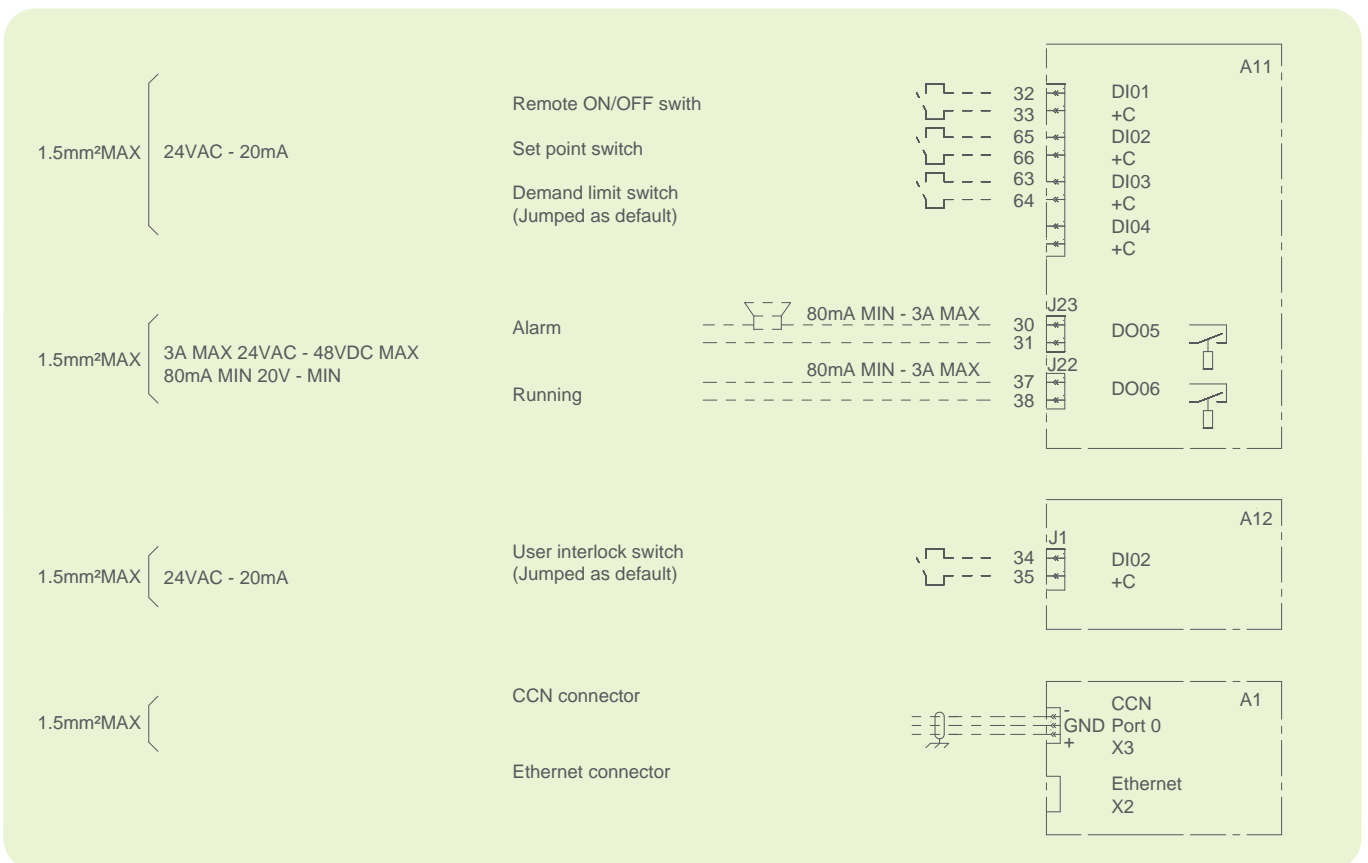 A11
Remote ON/OFF swith
32
DI01
33
+C
1.5mm²MAX
24VAC - 20mA
Set point switch
65
DI02
66
+C
Demand limit switch
(Jumped as default)
63
DI03
64
+C
DI04
+C
J23
1.5mm²MAX
3A MAX 24VAC - 48VDC MAX
80mA MIN 20V - MIN
Alarm
80mA MIN - 3A MAX
30
31
DO05
J22
Running
80mA MIN - 3A MAX
37
38
DO06
A12
J1
1.5mm²MAX
24VAC - 20mA
User interlock switch
(Jumped as default)
34
DI02
35
+C
A1
1.5mm²MAX
CCN connector
-
GND
+
CCN
Port 0
X3
Ethernet connector
Ethernet
X2